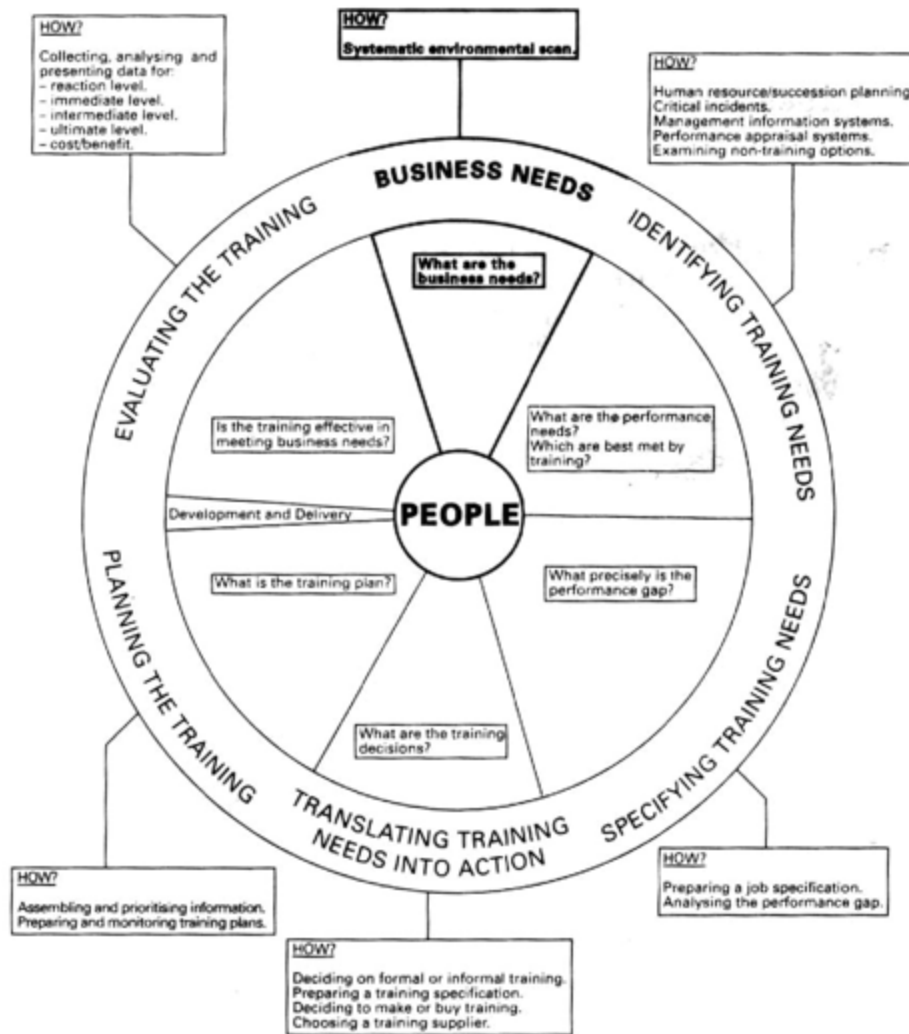 HOW?
Systematic environmental scan.
HOW?
Collecting, analysing and
presenting data for:
– reaction level.
– immediate level.
– intermediate level.
– ultimate level.
– cost/benefit.
HOW?
Human resource/succession planning
Critical incidents.
Management information systems.
Performance appraisal systems.
Examining non-training options.
BUSINESS NEEDS
IDENTIFYING TRAINING NEEDS
SPECIFYING TRAINING NEEDS
TRANSLATING TRAINING
NEEDS INTO ACTION
PLANNING THE TRAINING
EVALUATING THE TRAINING
What are the
business needs?
What are the performance
needs?
Which are best met by
training?
What precisely is the
performance gap?
What are the training
decisions?
What is the training plan?
Development and Delivery
Is the training effective in
meeting business needs?
PEOPLE
HOW?
Preparing a job specification.
Analysing the performance gap.
HOW?
Deciding on formal or informal training.
Preparing a training specification.
Deciding to make or buy training.
Choosing a training supplier.
HOW?
Assembling and prioritising information.
Preparing and monitoring training plans.